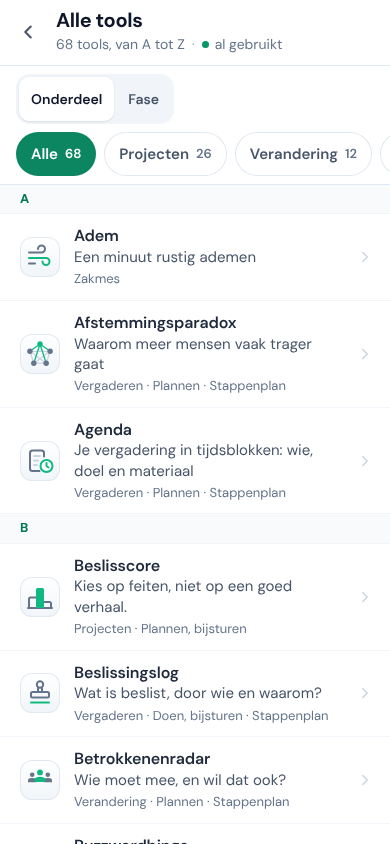 Alle tools
68 tools, van A tot Z · al gebruikt
Onderdeel Fase
Alle 68 Projecten 26 Verandering 12
A
Adem
Een minuut rustig ademen
Zakmes
Afstemmingsparadox
Waarom meer mensen vaak trager
gaat
Vergaderen · Plannen · Stappenplan
Agenda
Je vergadering in tijdsblokken: wie,
doel en materiaal
Vergaderen · Plannen · Stappenplan
B
Beslisscore
Kies op feiten, niet op een goed
verhaal.
Projecten · Plannen, bijsturen
Beslissingslog
Wat is beslist, door wie en waarom?
Vergaderen · Doen, bijsturen · Stappenplan
Betrokkenenradar
Wie moet mee, en wil dat ook?
Verandering · Plannen · Stappenplan